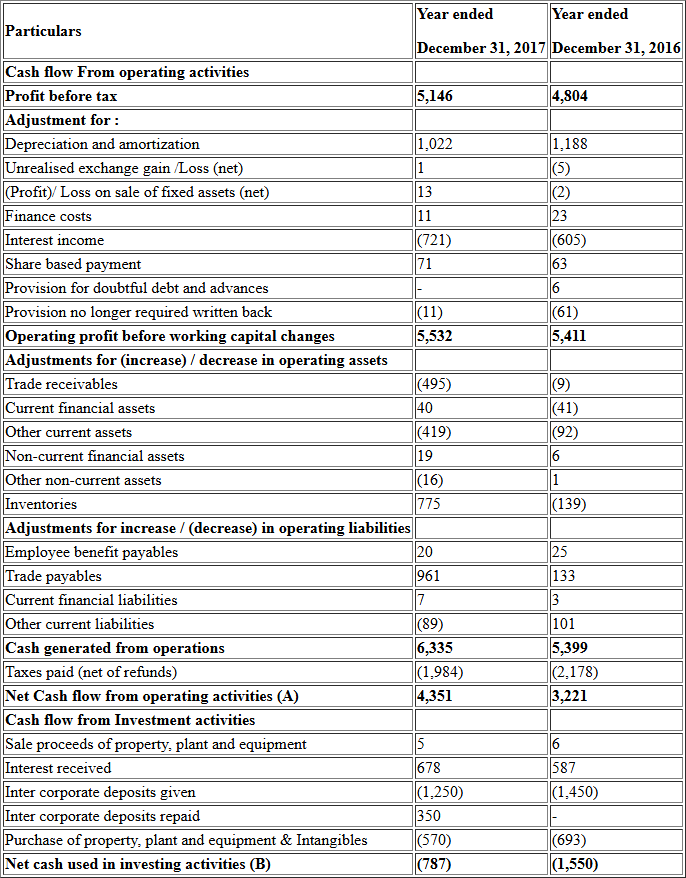 Particulars Year ended December 31, 2017 Year ended December 31, 2016
Cash flow From operating activities
Profit before tax 5,146 4,804
Adjustment for :
Depreciation and amortization 1,022 1,188
Unrealised exchange gain /Loss (net) 1 (5)
(Profit)/ Loss on sale of fixed assets (net) 13 (2)
Finance costs 11 23
Interest income (721) (605)
Share based payment 71 63
Provision for doubtful debt and advances - 6
Provision no longer required written back (11) (61)
Operating profit before working capital changes 5,532 5,411
Adjustments for (increase) / decrease in operating assets
Trade receivables (495) (9)
Current financial assets 40 (41)
Other current assets (419) (92)
Non-current financial assets 19 6
Other non-current assets (16) 1
Inventories 775 (139)
Adjustments for increase / (decrease) in operating liabilities
Employee benefit payables 20 25
Trade payables 961 133
Current financial liabilities 7 3
Other current liabilities (89) 101
Cash generated from operations 6,335 5,399
Taxes paid (net of refunds) (1,984) (2,178)
Net Cash flow from operating activities (A) 4,351 3,221
Cash flow from Investment activities
Sale proceeds of property, plant and equipment 5 6
Interest received 678 587
Inter corporate deposits given (1,250) (1,450)
Inter corporate deposits repaid 350 -
Purchase of property, plant and equipment & Intangibles (570) (693)
Net cash used in investing activities (B) (787) (1,550)